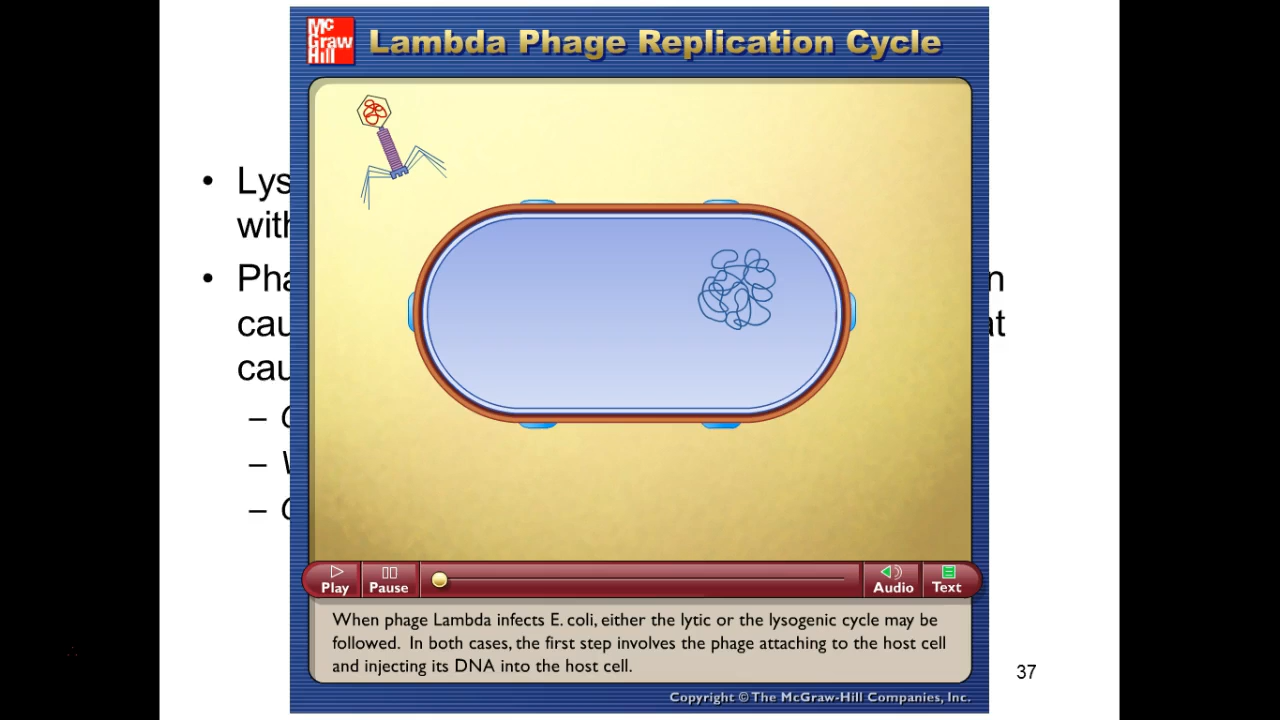 Mc
Graw
Hill
Lambda Phage Replication Cycle
• Lys
with
• Pha n
cau at
cau
–
–
–
Play Pause Audio Text
When phage Lambda infects E. coli, either the lytic or the lysogenic cycle may be
followed. In both cases, the first step involves the phage attaching to the host cell
and injecting its DNA into the host cell.
37
Copyright © The McGraw-Hill Companies, Inc.